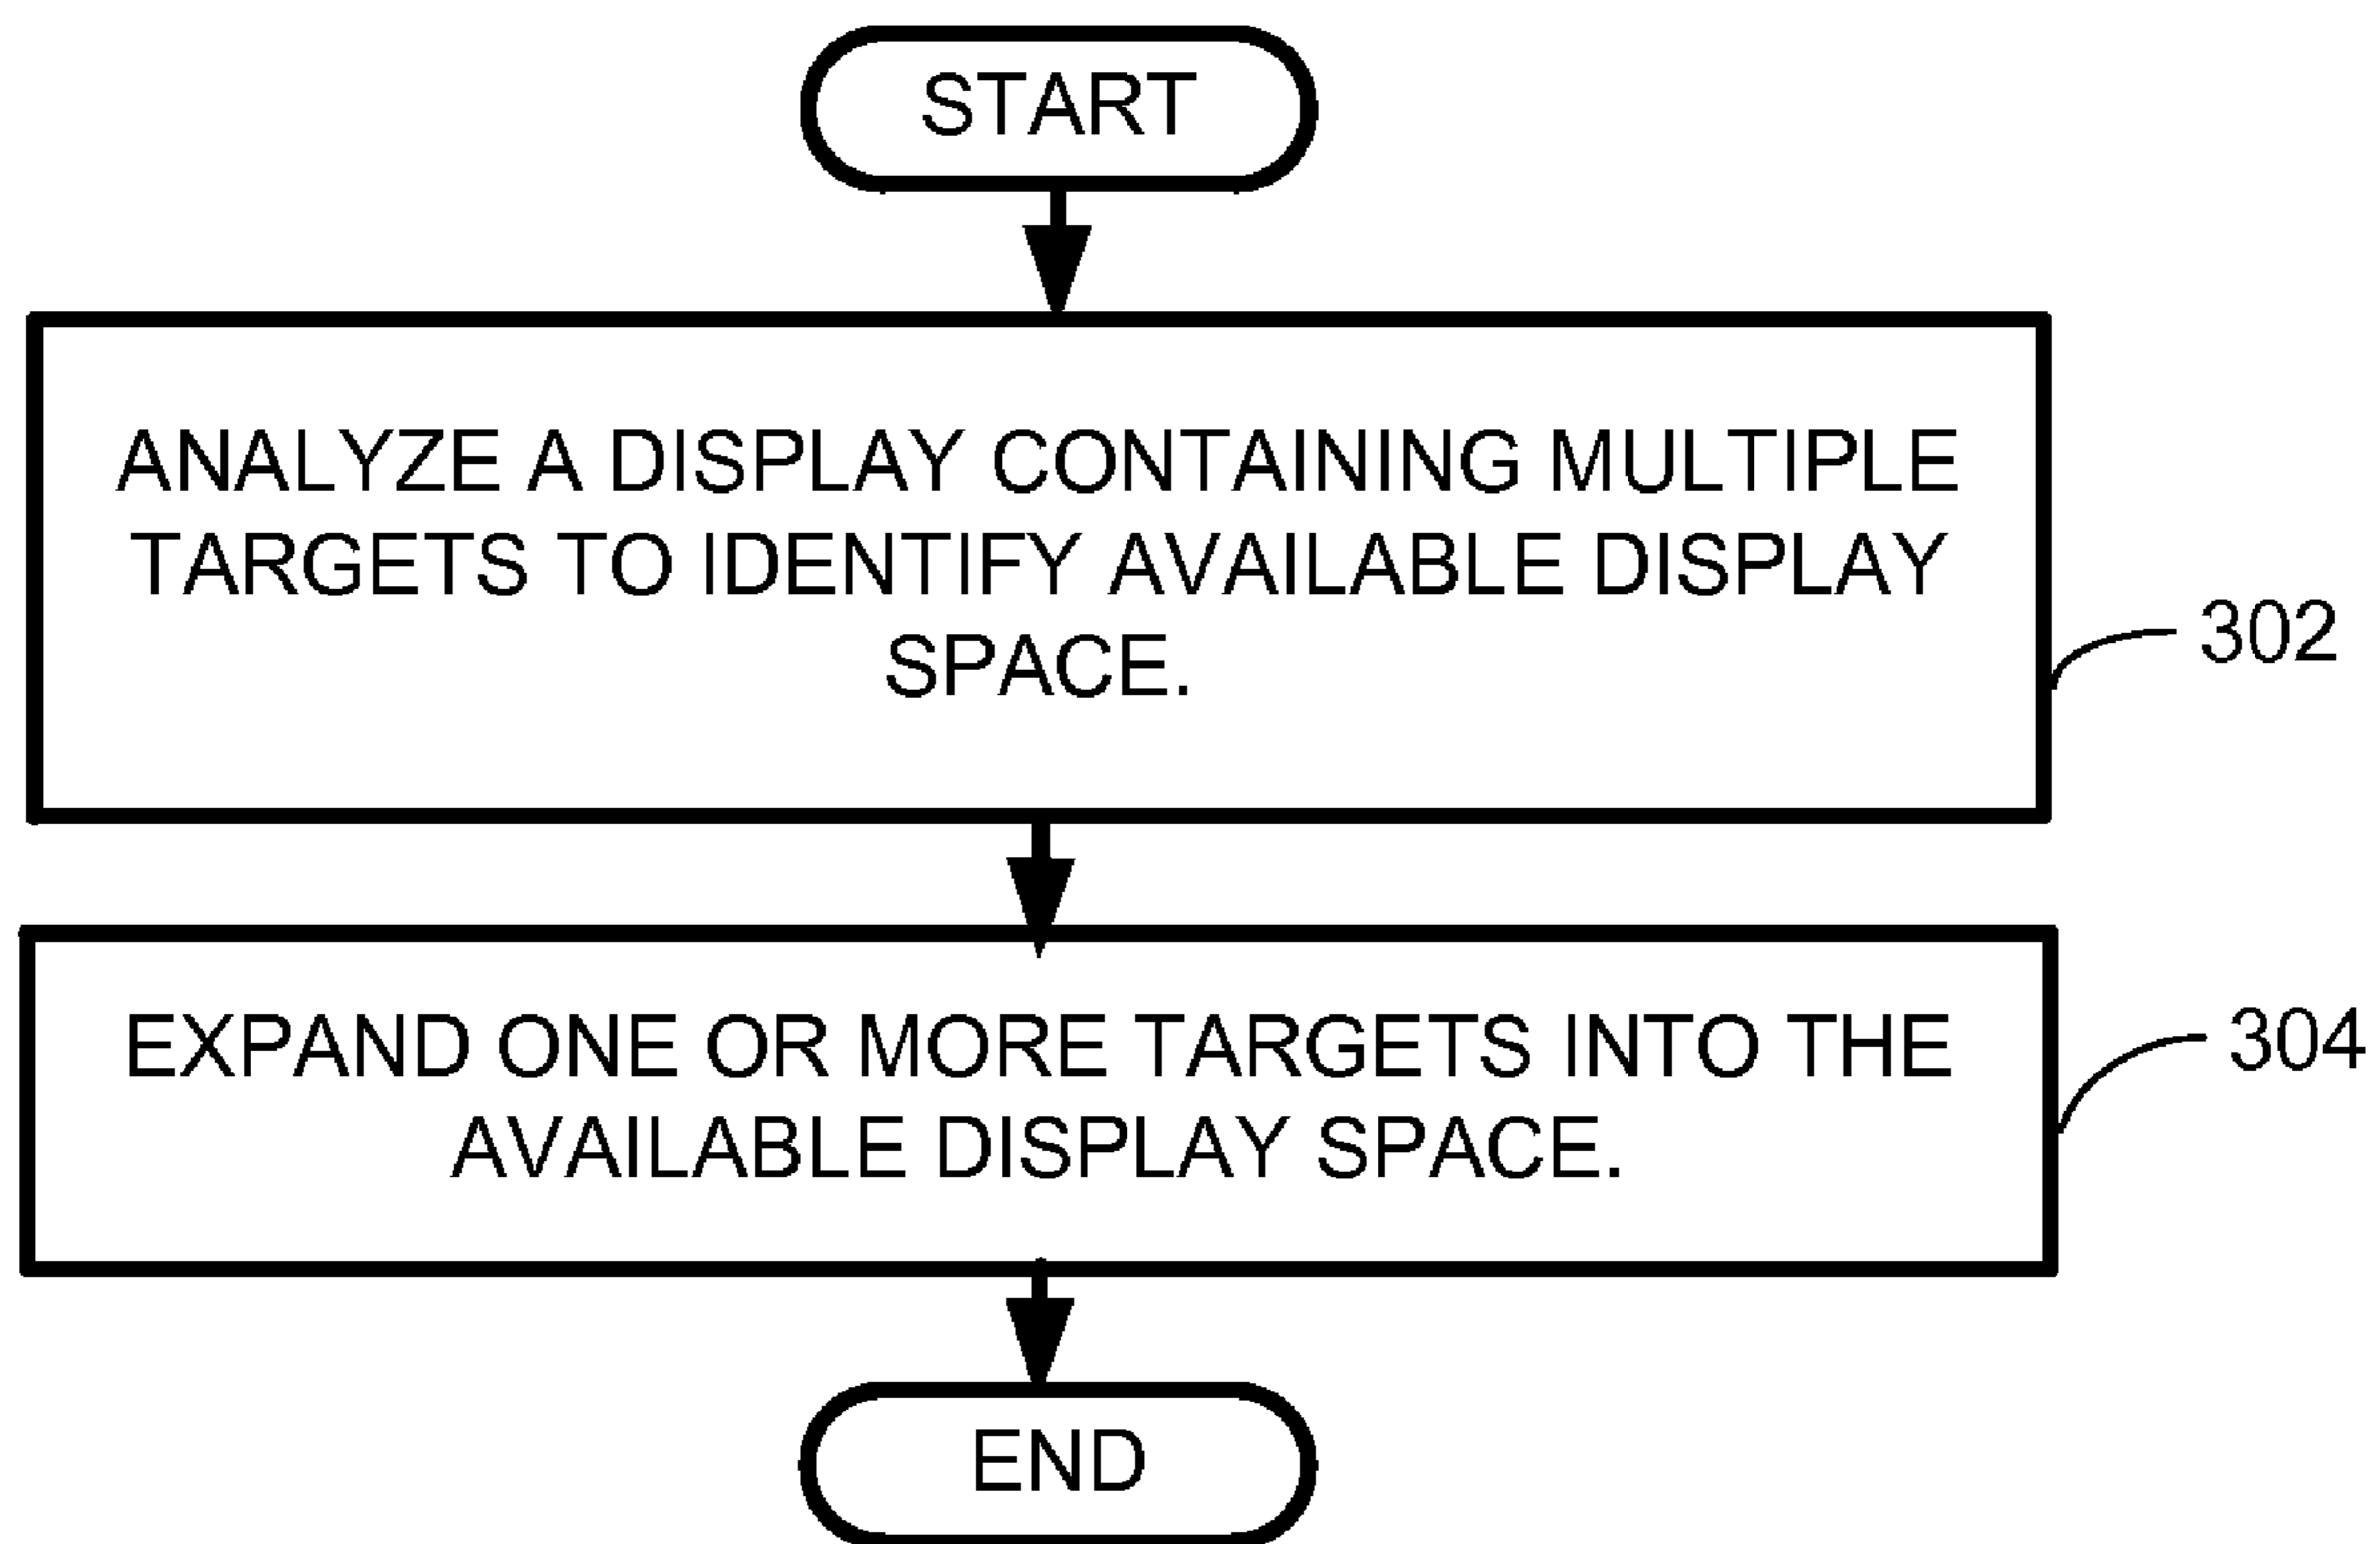 START
ANALYZE A DISPLAY CONTAINING MULTIPLE
TARGETS TO IDENTIFY AVAILABLE DISPLAY
SPACE.
302
EXPAND ONE OR MORE TARGETS INTO THE
AVAILABLE DISPLAY SPACE.
304
END